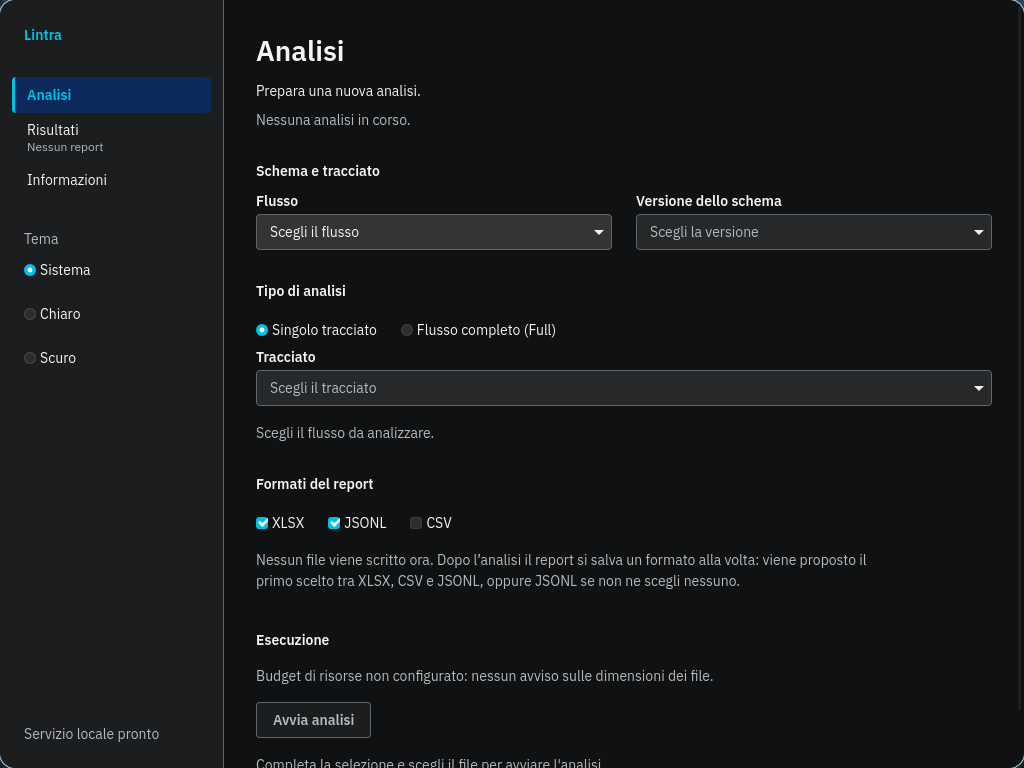 Lintra
Analisi
Risultati
Nessun report
Informazioni
Tema
Sistema
Chiaro
Scuro
Servizio locale pronto
Analisi
Prepara una nuova analisi.
Nessuna analisi in corso.
Schema e tracciato
Flusso
Versione dello schema
Scegli il flusso
Scegli la versione
Tipo di analisi
Singolo tracciato
Flusso completo (Full)
Tracciato
Scegli il tracciato
Scegli il flusso da analizzare.
Formati del report
XLSX
JSONL
CSV
Nessun file viene scritto ora. Dopo l’analisi il report si salva un formato alla volta: viene proposto il
primo scelto tra XLSX, CSV e JSONL, oppure JSONL se non ne scegli nessuno.
Esecuzione
Budget di risorse non configurato: nessun avviso sulle dimensioni dei file.
Avvia analisi
Completa la selezione e scegli il file per avviare l'analisi.